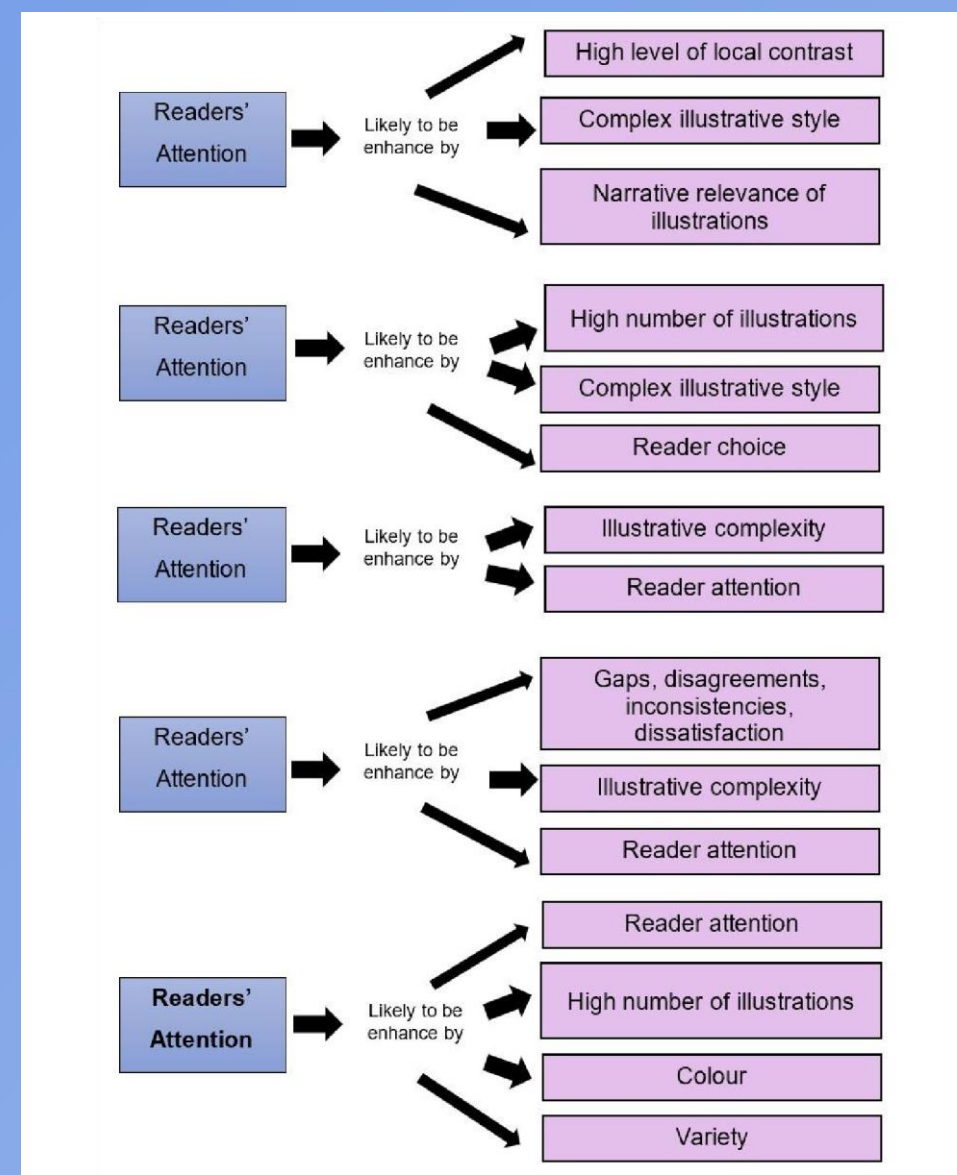 High level of local contrast
Readers'
Attention
Likely to be
enhance by
Complex illustrative style
Narrative relevance of
illustrations
Readers'
Attention
Likely to be
enhance by
High number of illustrations
Complex illustrative style
Reader choice
Readers'
Attention
Likely to be
enhance by
Illustrative complexity
Reader attention
Readers'
Attention
Likely to be
enhance by
Gaps, disagreements,
inconsistencies,
dissatisfaction
Illustrative complexity
Reader attention
Readers'
Attention
Likely to be
enhance by
Reader attention
High number of illustrations
Colour
Variety